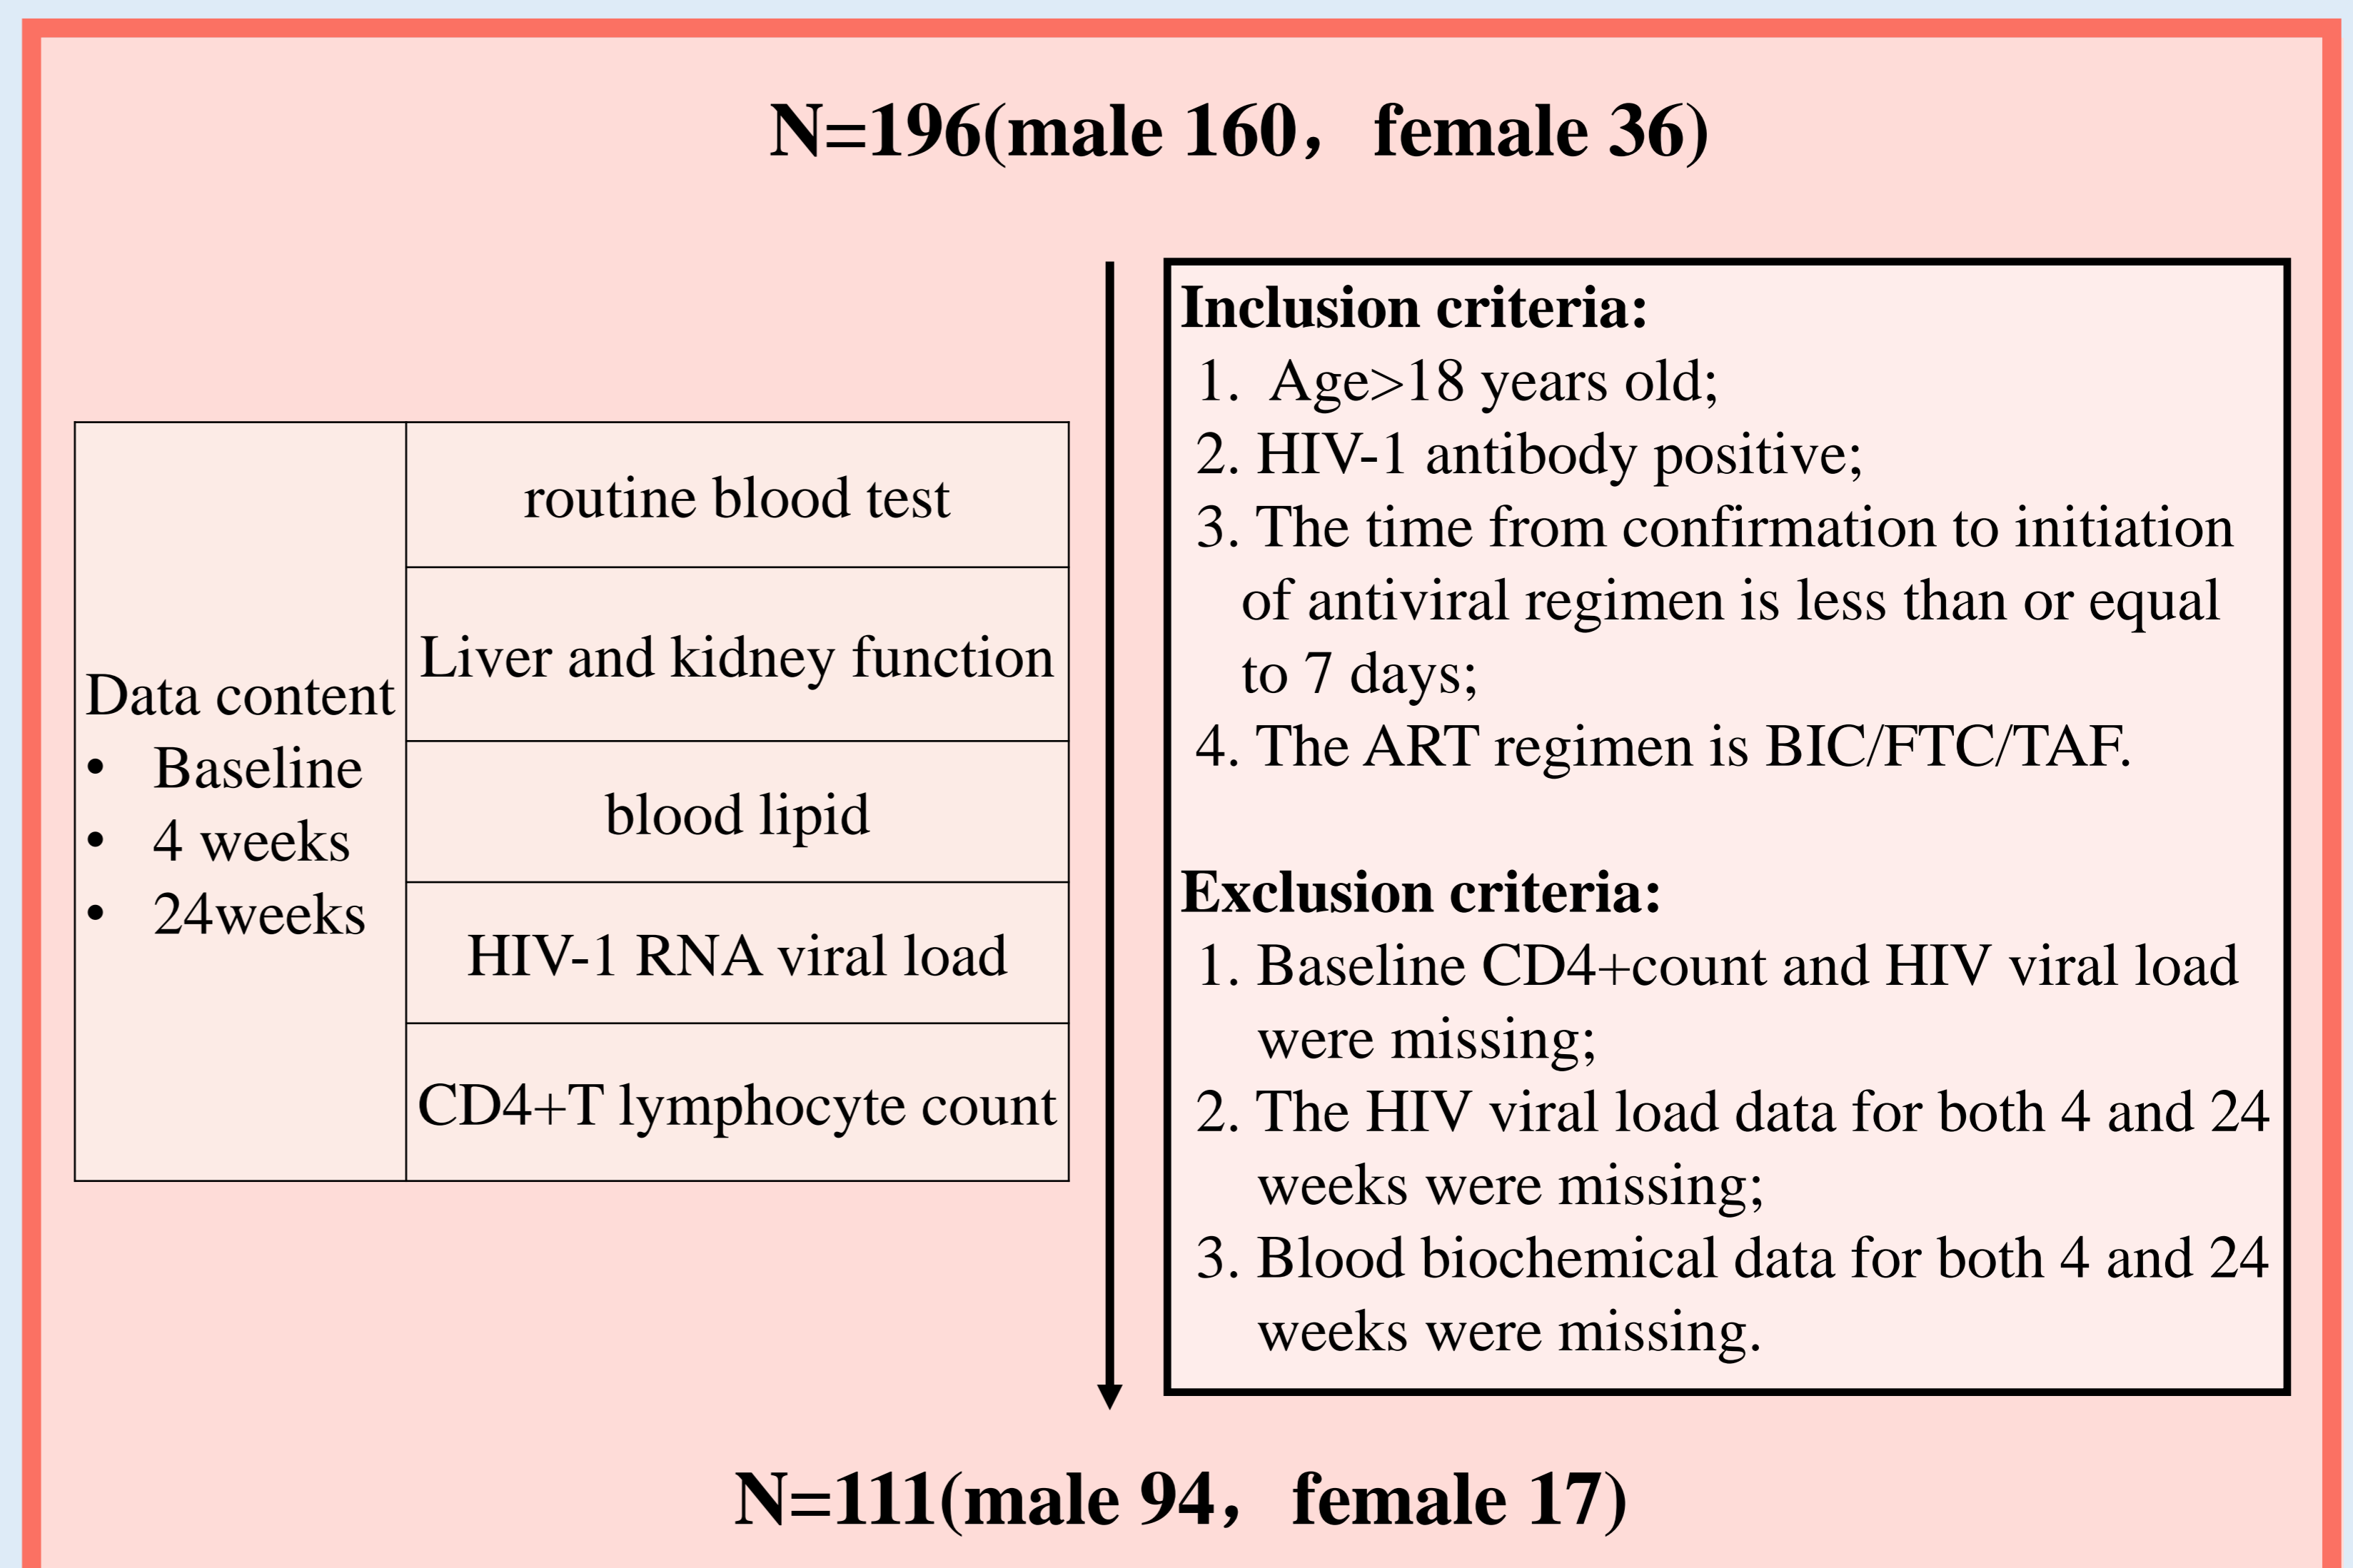 N=196(male 160，female 36)
Data content
• Baseline
• 4 weeks
• 24weeks
routine blood test
Liver and kidney function
blood lipid
HIV-1 RNA viral load
CD4+T lymphocyte count
Inclusion criteria:
1. Age>18 years old;
2. HIV-1 antibody positive;
3. The time from confirmation to initiation
of antiviral regimen is less than or equal
to 7 days;
4. The ART regimen is BIC/FTC/TAF.
Exclusion criteria:
1. Baseline CD4+count and HIV viral load
were missing;
2. The HIV viral load data for both 4 and 24
weeks were missing;
3. Blood biochemical data for both 4 and 24
weeks were missing.
N=111(male 94，female 17)